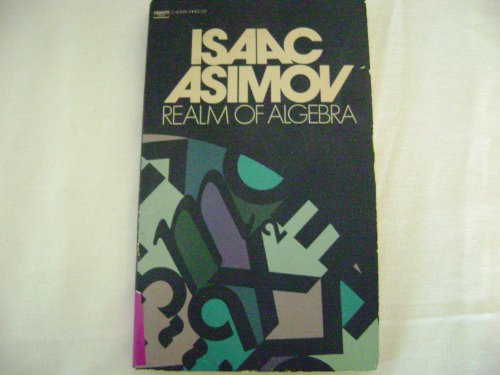 ISAAC
ASIMOV
REALM OF ALGEBRA